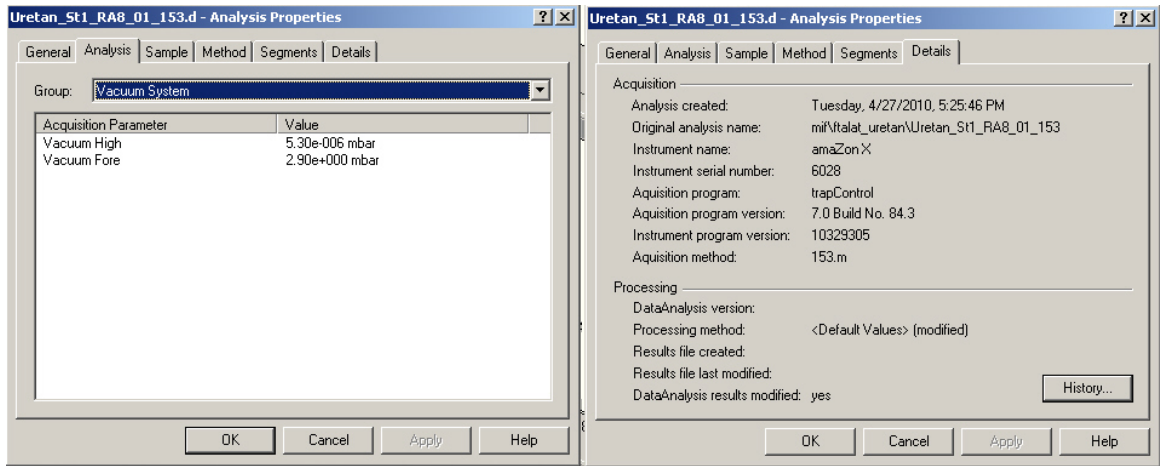 Uretan_St1_RA8_01_153.d - Analysis Properties
General Analysis Sample Method Segments Details
Group: Vacuum System
Acquisition Parameter Value
Vacuum High 5.30e-006 mbar
Vacuum Fore 2.90e+000 mbar
OK Cancel Apply Help
Uretan_St1_RA8_01_153.d - Analysis Properties
General Analysis Sample Method Segments Details
Acquisition
Analysis created: Tuesday, 4/27/2010, 5:25:46 PM
Original analysis name: mif\ftalat_uretan\Uretan_St1_RA8_01_153
Instrument name: amaZon X
Instrument serial number: 6028
Aquisition program: trapControl
Aquisition program version: 7.0 Build No. 84.3
Instrument program version: 10329305
Aquisition method: 153.m
Processing
DataAnalysis version:
Processing method: <Default Values> (modified)
Results file created:
Results file last modified:
DataAnalysis results modified: yes
History...
OK Cancel Apply Help